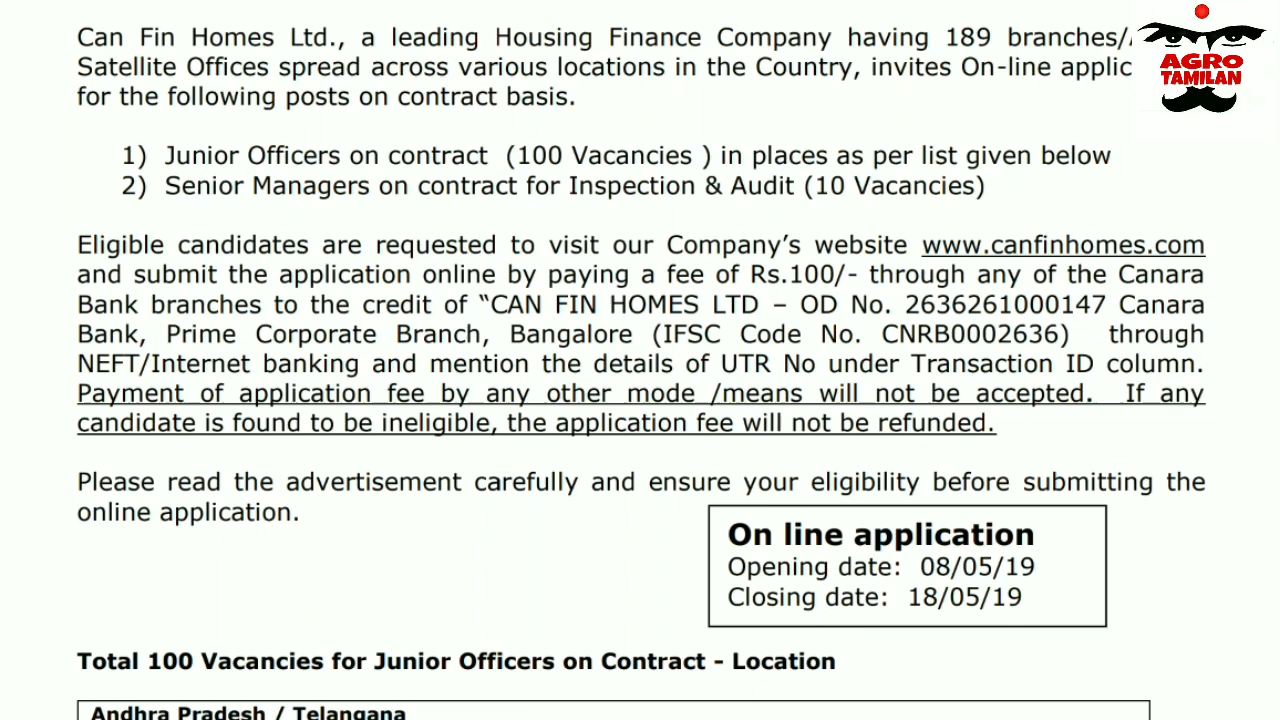 Can Fin Homes Ltd., a leading Housing Finance Company having 189 branches/
Satellite Offices spread across various locations in the Country, invites On-line
for the following posts on contract basis.
1) Junior Officers on contract (100 Vacancies ) in places as per list given below
2) Senior Managers on contract for Inspection & Audit (10 Vacancies)
Eligible candidates are requested to visit our Company’s website www.canfinhomes.com
and submit the application online by paying a fee of Rs.100/- through any of the Canara
Bank branches to the credit of “CAN FIN HOMES LTD – OD No. 2636261000147 Canara
Bank, Prime Corporate Branch, Bangalore (IFSC Code No. CNRB0002636) through
NEFT/Internet banking and mention the details of UTR No under Transaction ID column.
Payment of application fee by any other mode /means will not be accepted. If any
candidate is found to be ineligible, the application fee will not be refunded.
Please read the advertisement carefully and ensure your eligibility before submitting the
online application.
On line application
Opening date: 08/05/19
Closing date: 18/05/19
Total 100 Vacancies for Junior Officers on Contract - Location
Andhra Pradesh / Telangana
AGRO
TAMILAN